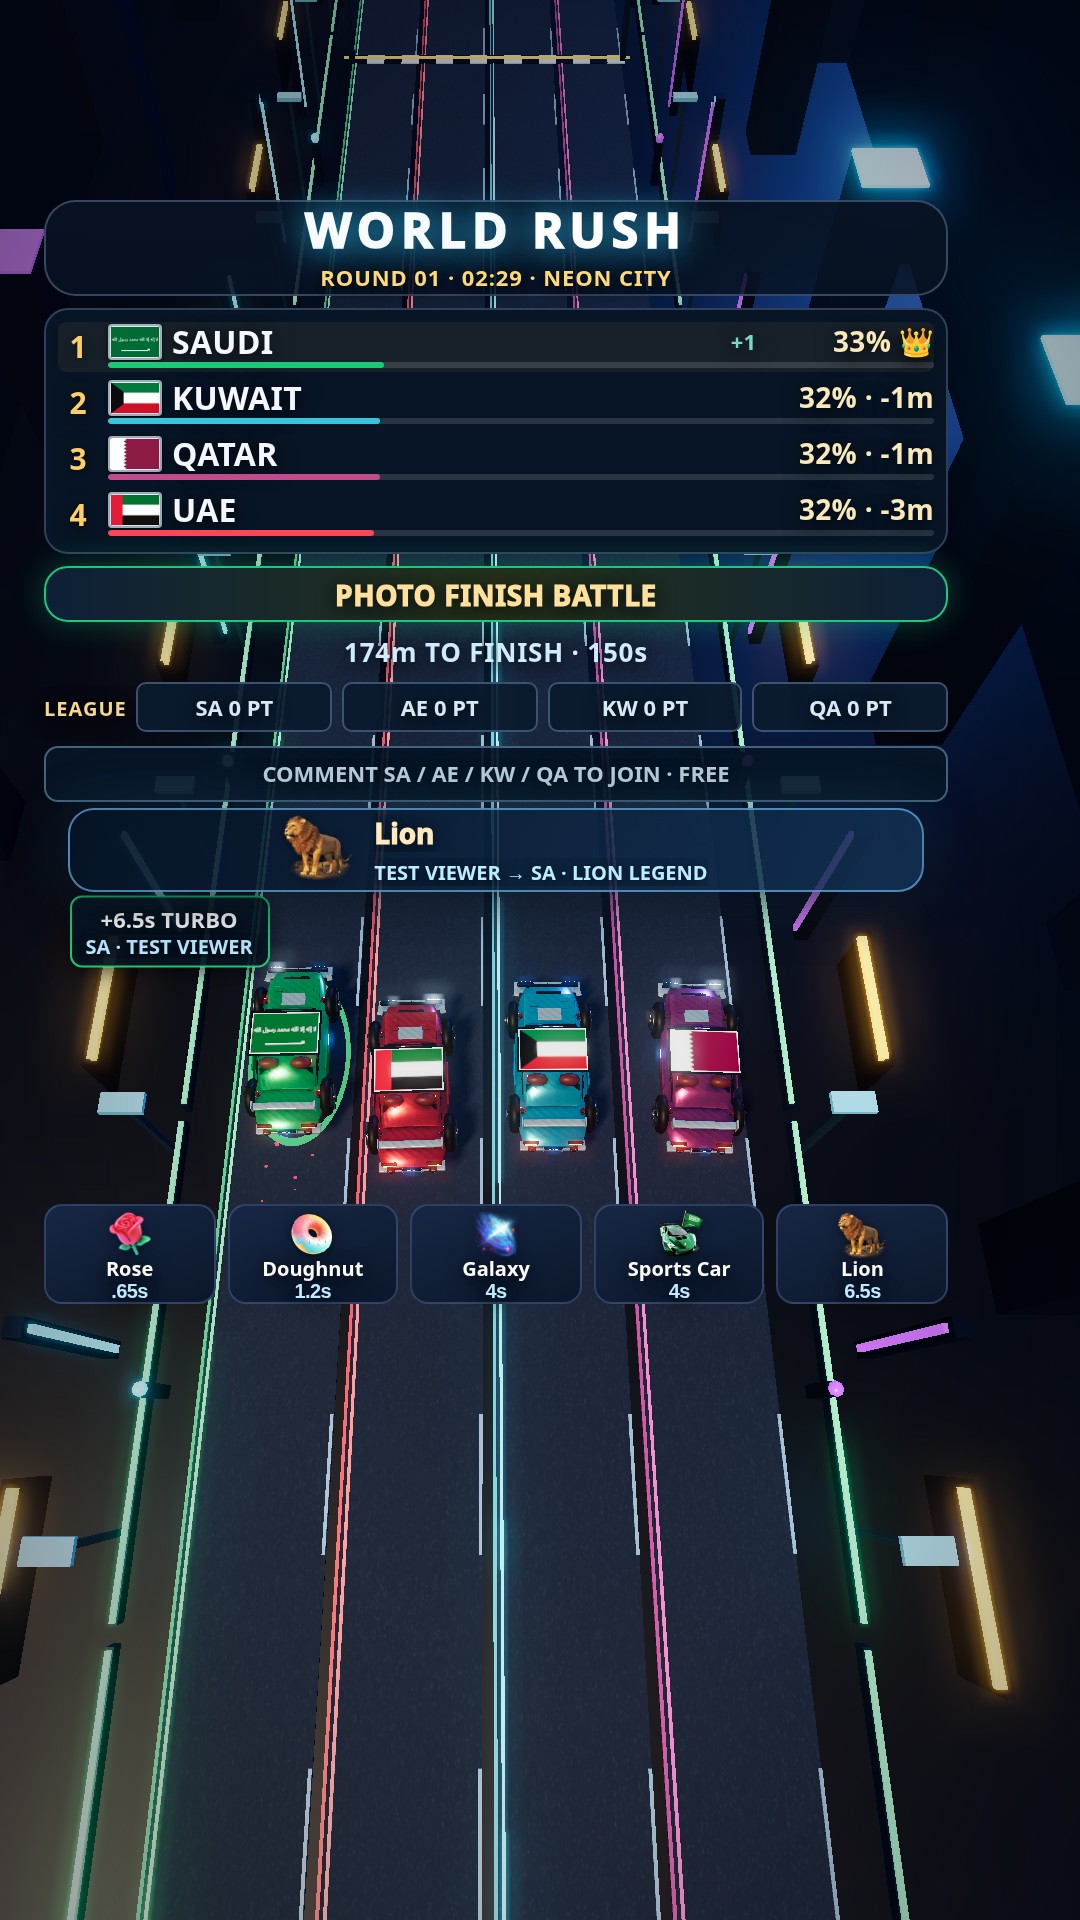 WORLD RUSH
ROUND 01 · 02:29 · NEON CITY
1 SAUDI +1 33%
2 KUWAIT 32% · -1m
3 QATAR 32% · -1m
4 UAE 32% · -3m
PHOTO FINISH BATTLE
174m TO FINISH · 150s
LEAGUE SA 0 PT AE 0 PT KW 0 PT QA 0 PT
COMMENT SA / AE / KW / QA TO JOIN · FREE
Lion
TEST VIEWER → SA · LION LEGEND
+6.5s TURBO
SA · TEST VIEWER
Rose Doughnut Galaxy Sports Car Lion
.65s 1.2s 4s 4s 6.5s